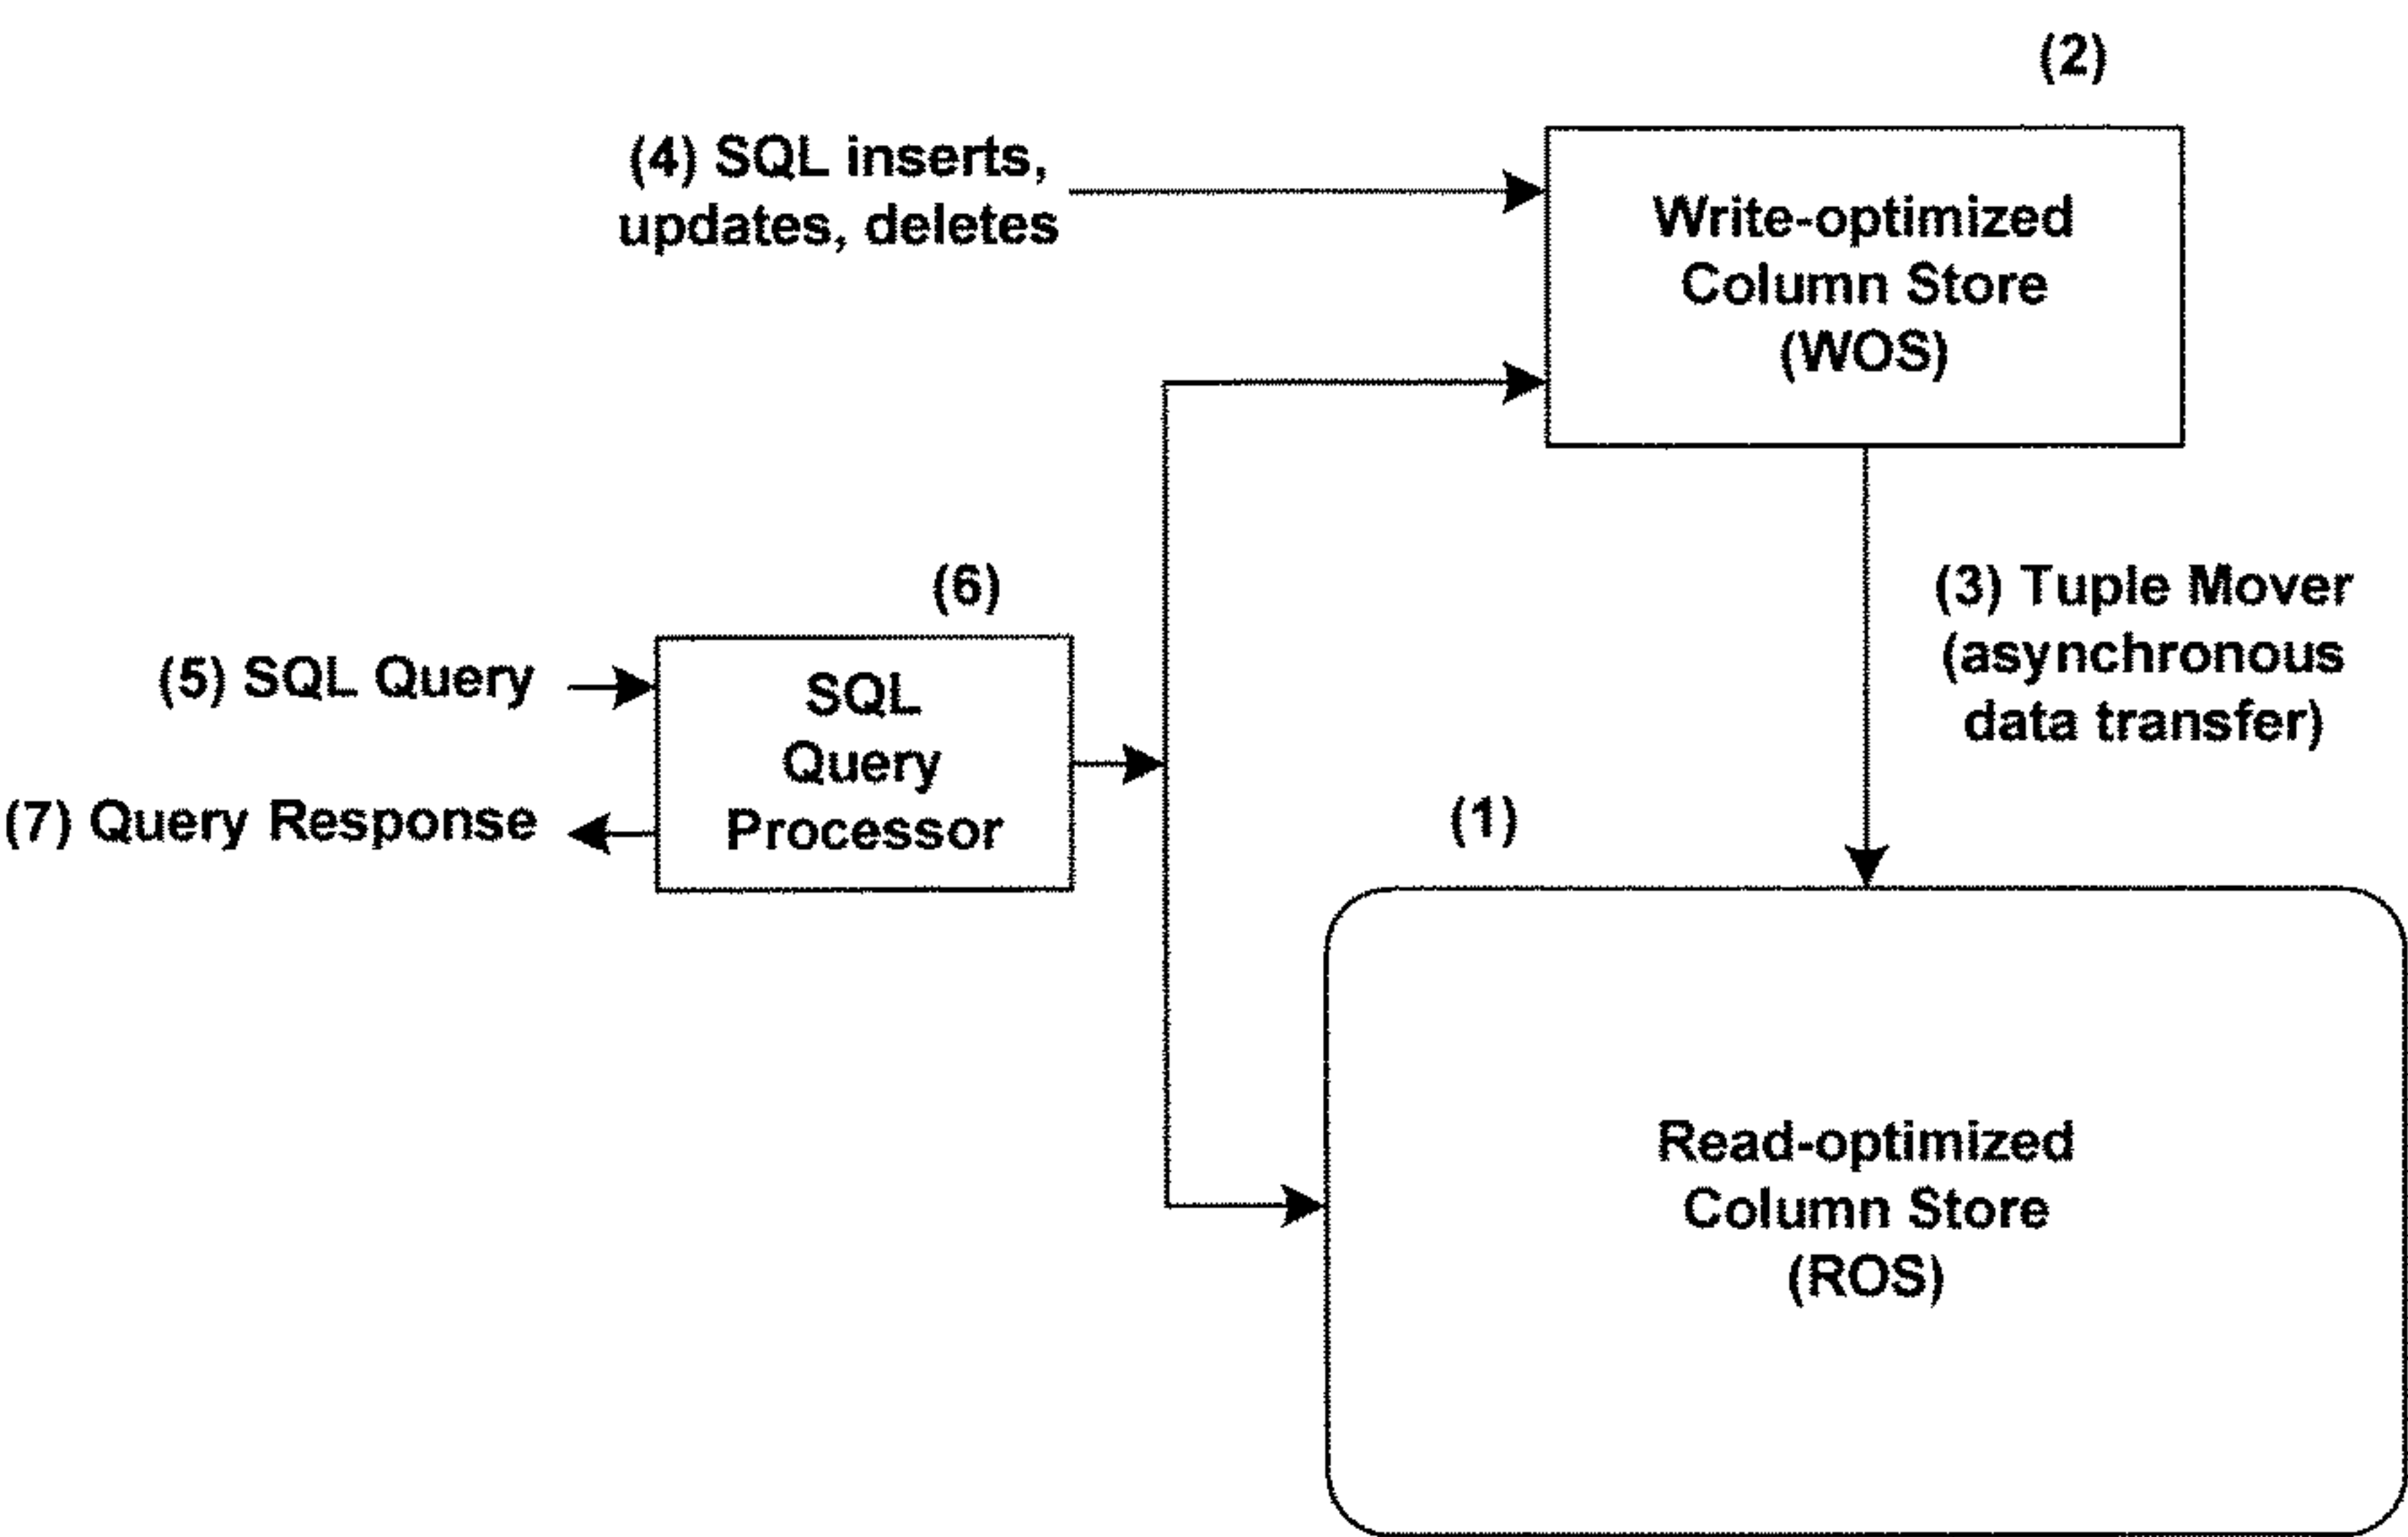 (2)
(4) SQL inserts,
updates, deletes
Write-optimized
Column Store
(WOS)
(3) Tuple Mover
(asynchronous
data transfer)
(6)
(5) SQL Query
SQL
Query
Processor
(7) Query Response
(1)
Read-optimized
Column Store
(ROS)